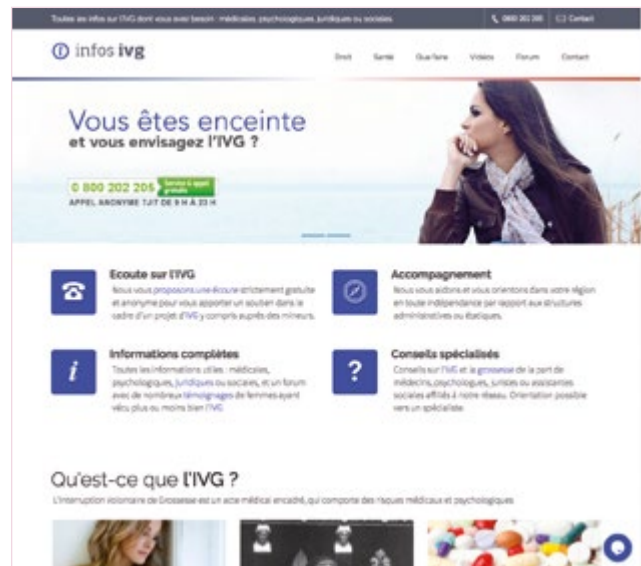 Toutes les infos sur l'IVG dont vous avez besoin : médicales, psychologiques, juridiques ou sociales
0800 202 205 Contact
infos ivg
Droit Santé Que faire Vidéos Forum Contact
Vous êtes enceinte
et vous envisagez l'IVG ?
0 800 202 205 Service & appel
gratuits
APPEL ANONYME 7J/7 DE 9 H À 23 H
Ecoute sur l'IVG
Nous vous proposons une écoute strictement gratuite
et anonyme pour vous apporter un soutien dans le
cadre d'un projet d'IVG y compris auprès des mineurs.
Accompagnement
Nous vous aidons et vous orientons dans votre région
en toute indépendance par rapport aux structures
administratives ou étatiques.
Informations complètes
Toutes les informations utiles : médicales,
psychologiques, juridiques ou sociales, et un forum
avec de nombreux témoignages de femmes ayant
vécu plus ou moins bien l'IVG
Conseils spécialisés
Conseils sur l'IVG et la grossesse de la part de
médecins, psychologues, juristes ou assistantes
sociales affiliés à notre réseau. Orientation possible
vers un spécialiste.
Qu'est-ce que l'IVG ?
L'Interruption Volontaire de Grossesse est un acte médical encadré, qui comporte des risques médicaux et psychologiques